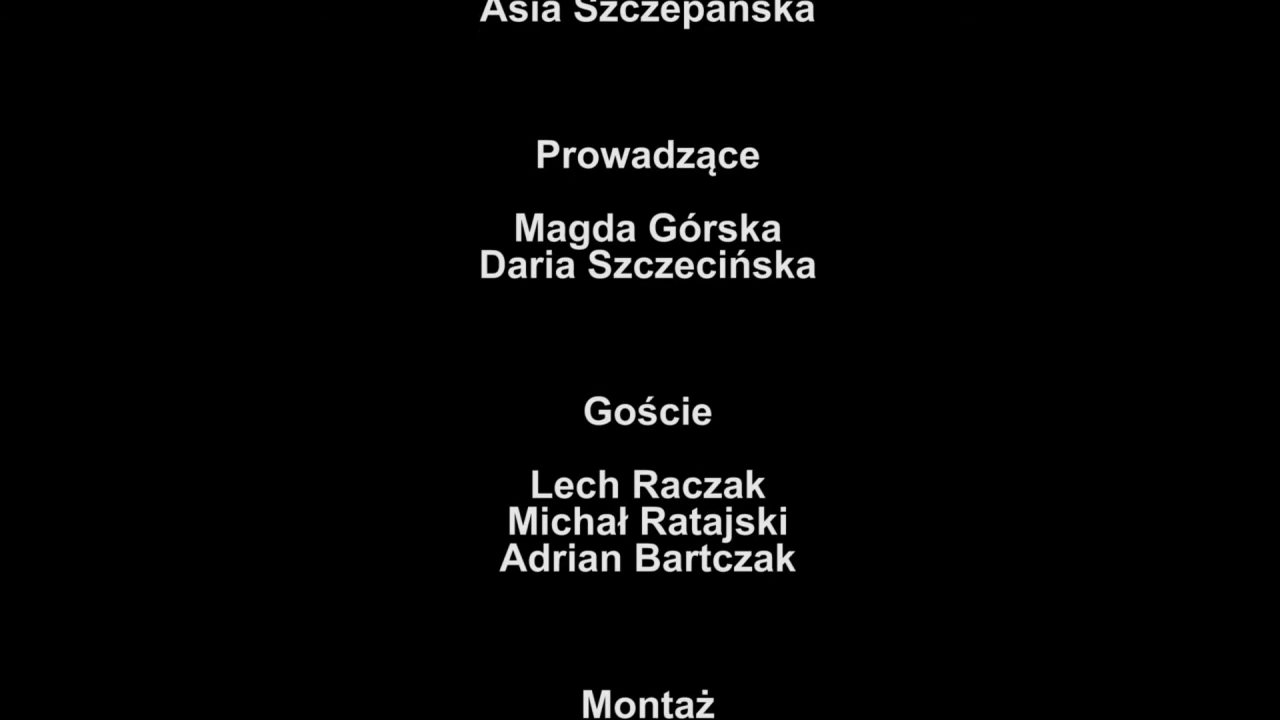 Asia Szczepańska
Prowadzące
Magda Górska
Daria Szczecińska
Goście
Lech Raczak
Michał Ratajski
Adrian Bartczak
Montaż